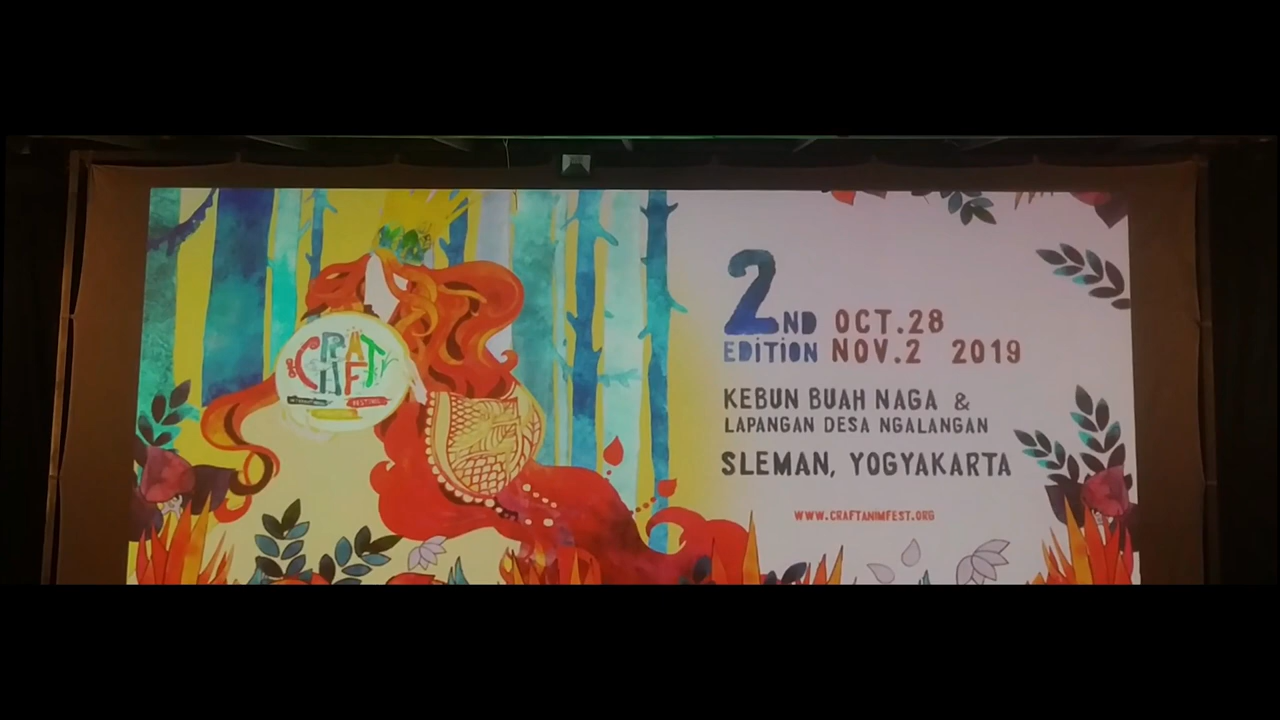 CRAFT
2ND OCT.28
EDITION NOV.2 2019
KEBUN BUAH NAGA &
LAPANGAN DESA NGALANGAN
SLEMAN, YOGYAKARTA
WWW.CRAFTANIMFEST.ORG